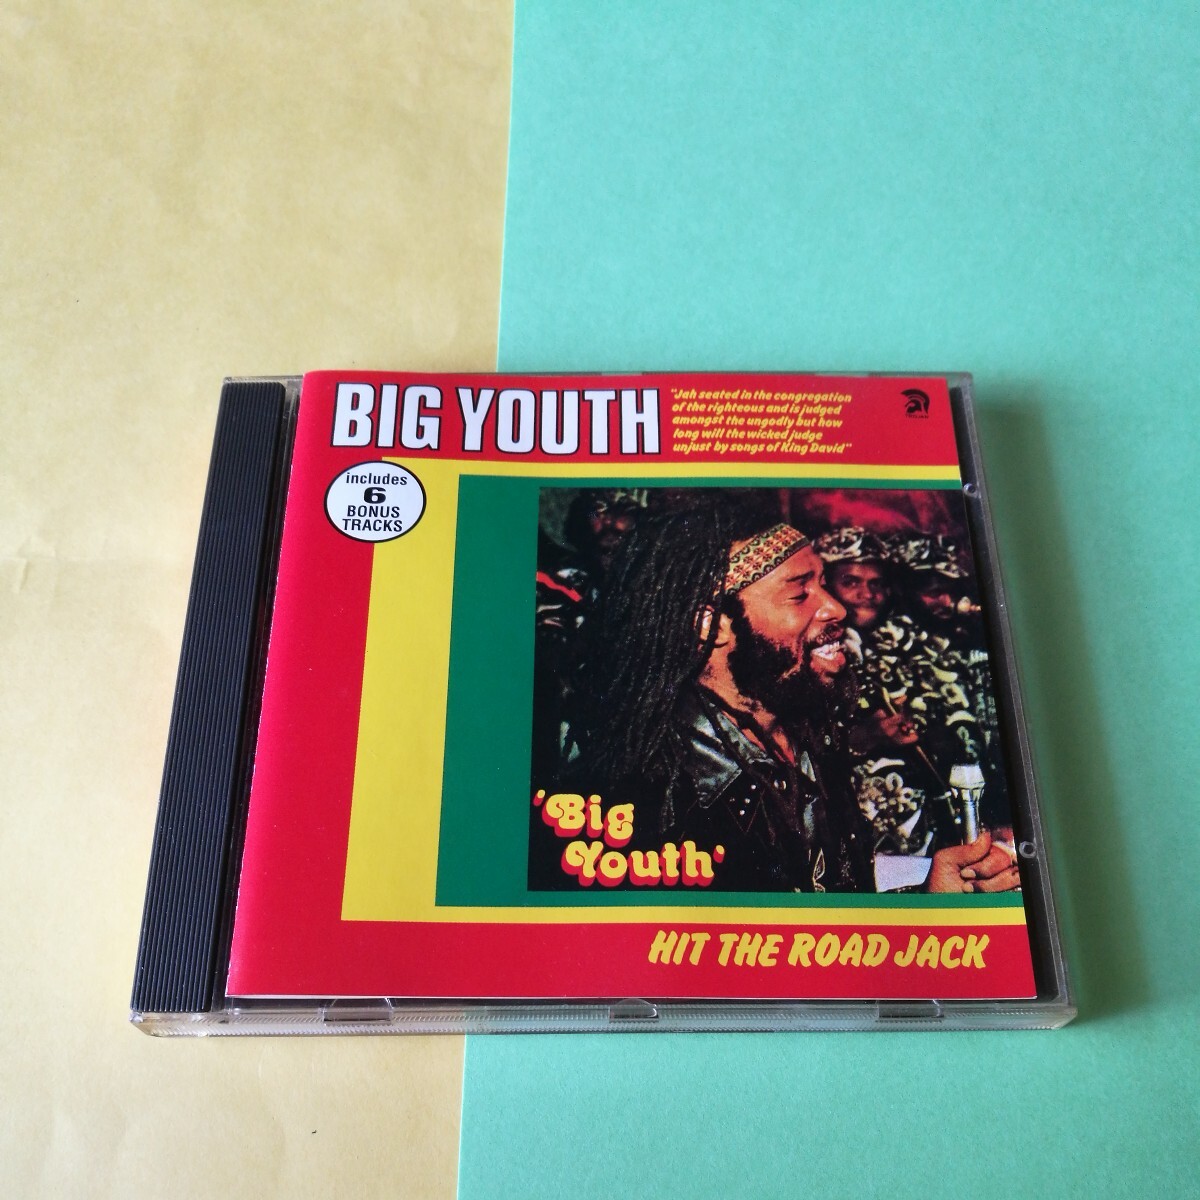 BIG YOUTH
"Jah seated in the congregation
of the righteous and is judged
amongst the ungodly but how
long will the wicked judge
unjust by songs of King David"
includes
6
BONUS
TRACKS
'Big
Youth'
HIT THE ROAD JACK